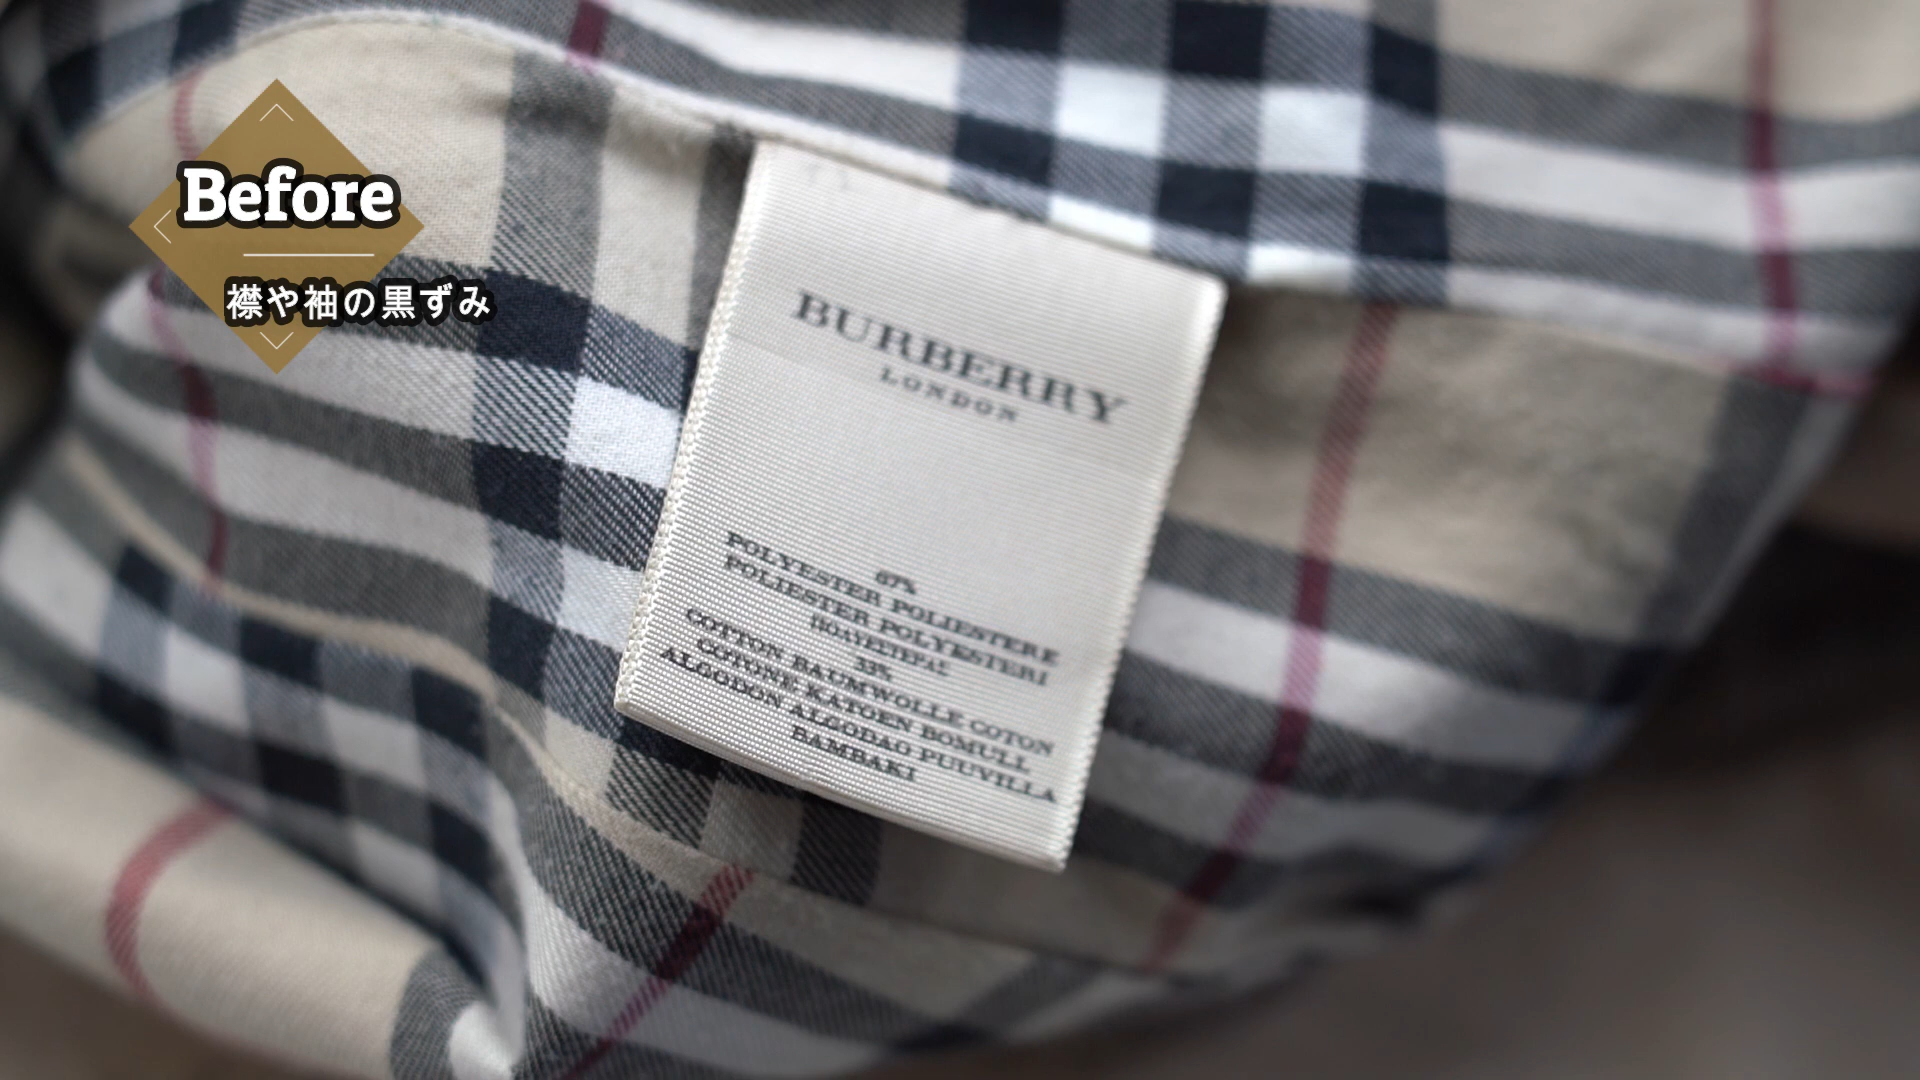 Before
襟や袖の黒ずみ
BURBERRY
LONDON
67%
POLYESTER POLIESTERE
POLIESTER POLYESTERI
ΠΟΛΥΕΣΤΕΡΑΣ
33%
COTTON BAUMWOLLE COTON
COTONE KATOEN BOMULL
ALGODON ALGODAO PUUVILLA
BAMBAKI